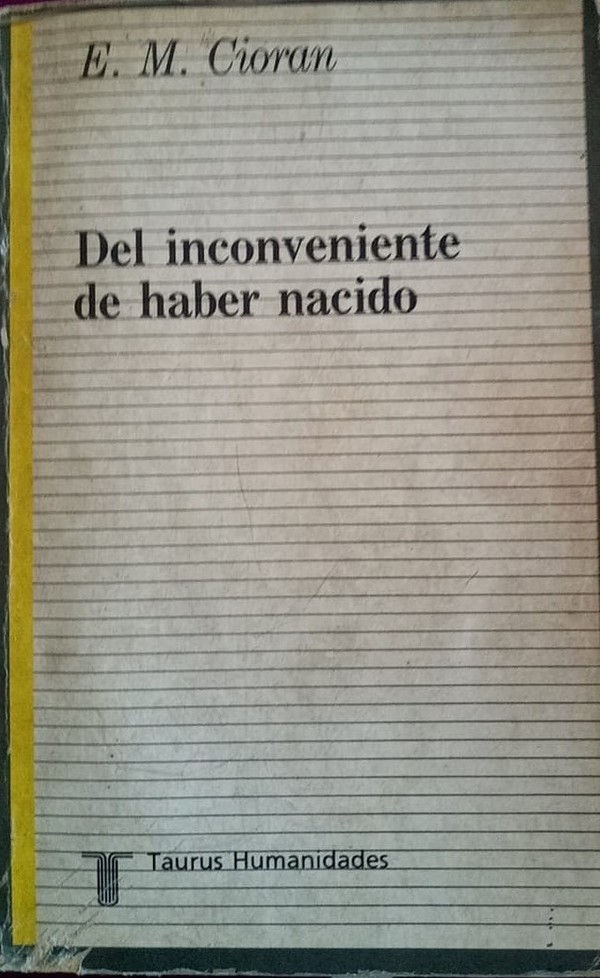 E. M. Cioran
Del inconveniente
de haber nacido
Taurus Humanidades